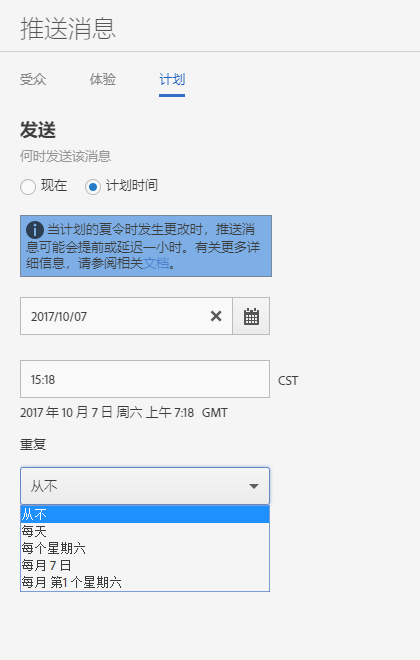 推送消息
受众 体验 计划
发送
何时发送该消息
现在 计划时间
当计划的夏令时发生更改时，推送消
息可能会提前或延迟一小时。有关更多详
细信息，请参阅相关文档。
2017/10/07
15:18 CST
2017 年 10 月 7 日 周六 上午 7:18 GMT
重复
从不
从不
每天
每个星期六
每月 7 日
每月 第1 个星期六